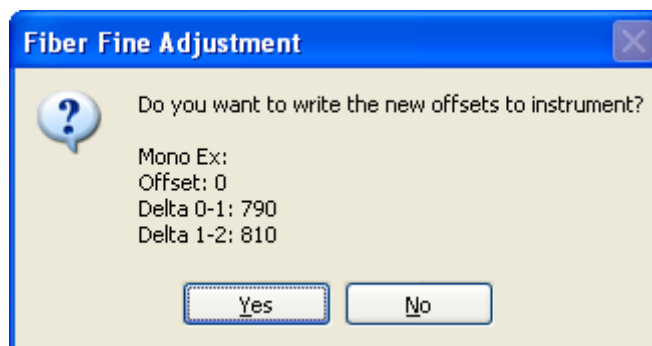 Fiber Fine Adjustment
Do you want to write the new offsets to instrument?
Mono Ex:
Offset: 0
Delta 0-1: 790
Delta 1-2: 810
Yes
No